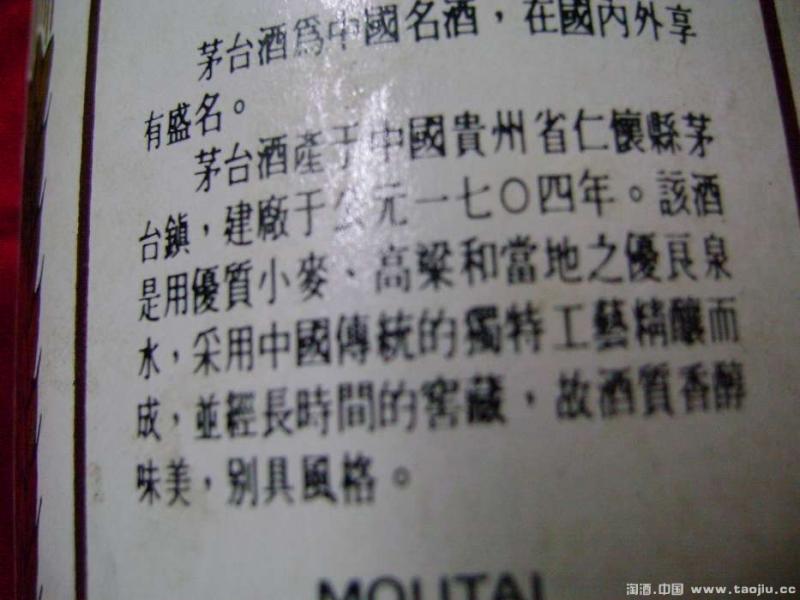 茅台酒爲中國名酒，在國內外享
有盛名。
茅台酒產于中國貴州省仁懷縣茅
台鎮，建廠于公元一七〇四年。該酒
是用優質小麥、高粱和當地之優良泉
水，采用中國傳統的獨特工藝精釀而
成，並經長時間的窖藏，故酒質香醇
味美，別具風格。
MOUTAI
淘酒.中国 www.taojiu.cc